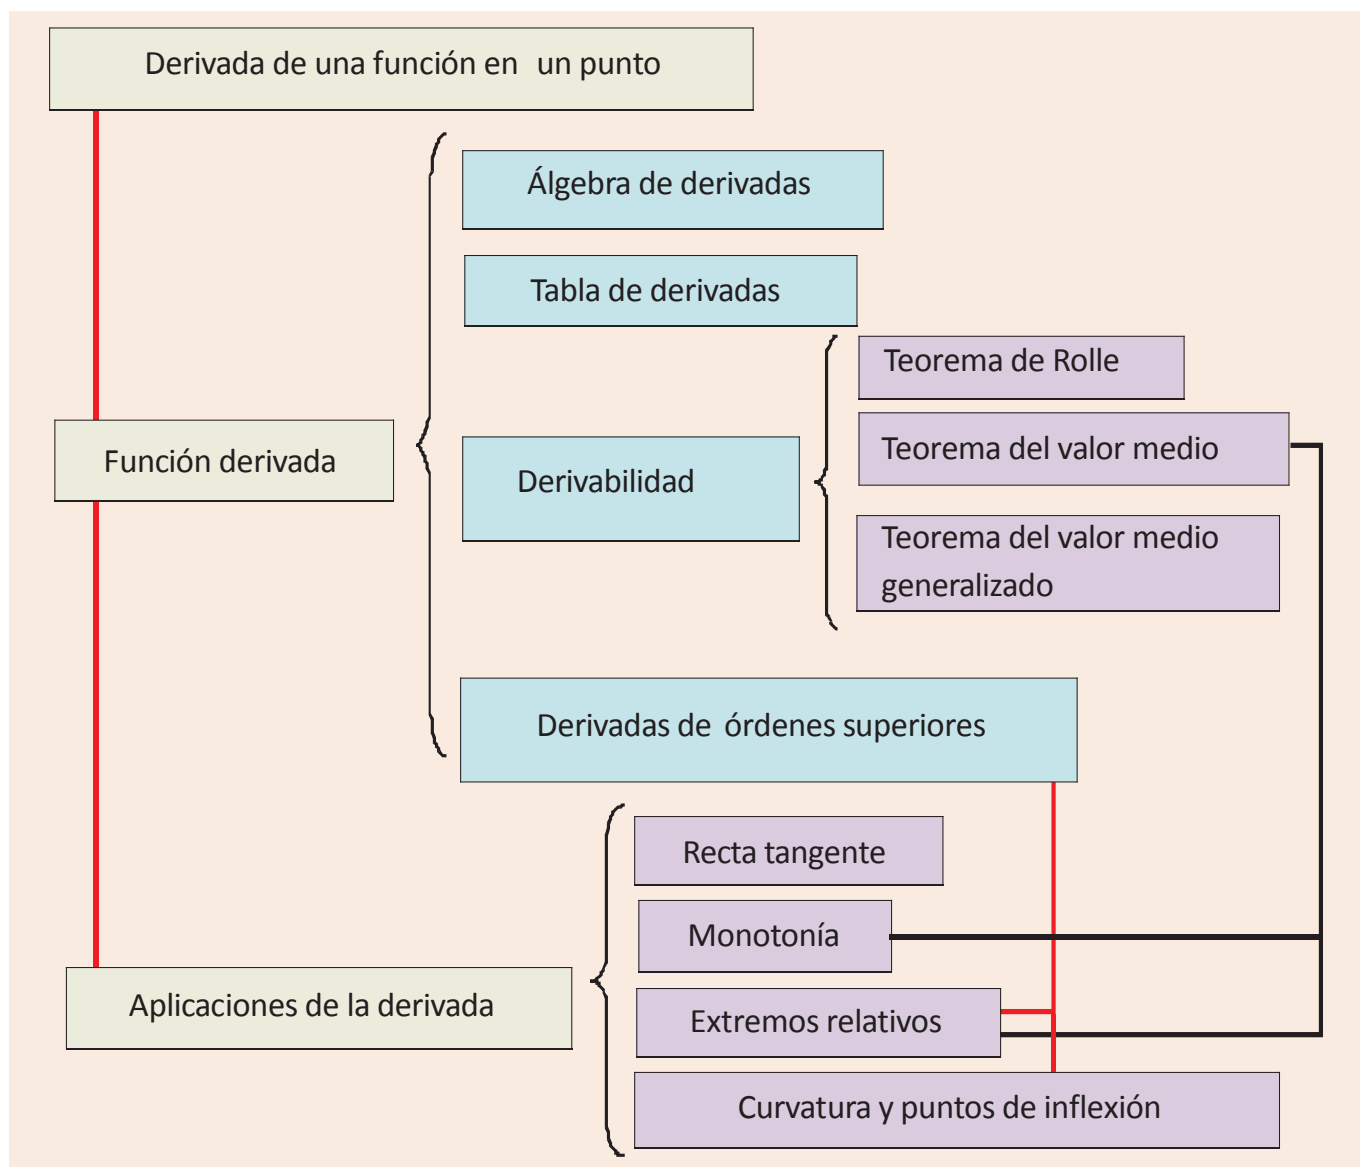 Derivada de una función en un punto
Álgebra de derivadas
Tabla de derivadas
Teorema de Rolle
Teorema del valor medio
Función derivada
Derivabilidad
Teorema del valor medio
generalizado
Derivadas de órdenes superiores
Recta tangente
Monotonía
Aplicaciones de la derivada
Extremos relativos
Curvatura y puntos de inflexión